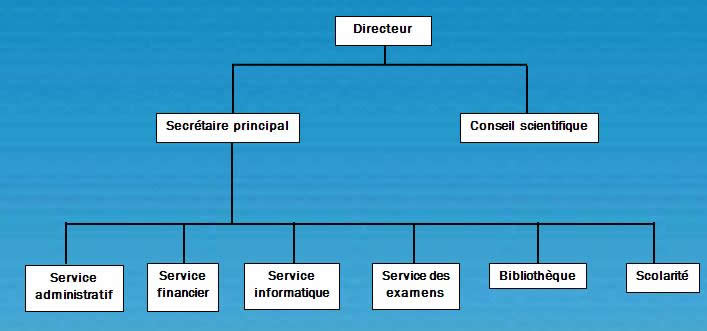 Directeur
Secrétaire principal
Conseil scientifique
Service
administratif
Service
financier
Service
informatique
Service des
examens
Bibliothèque
Scolarité